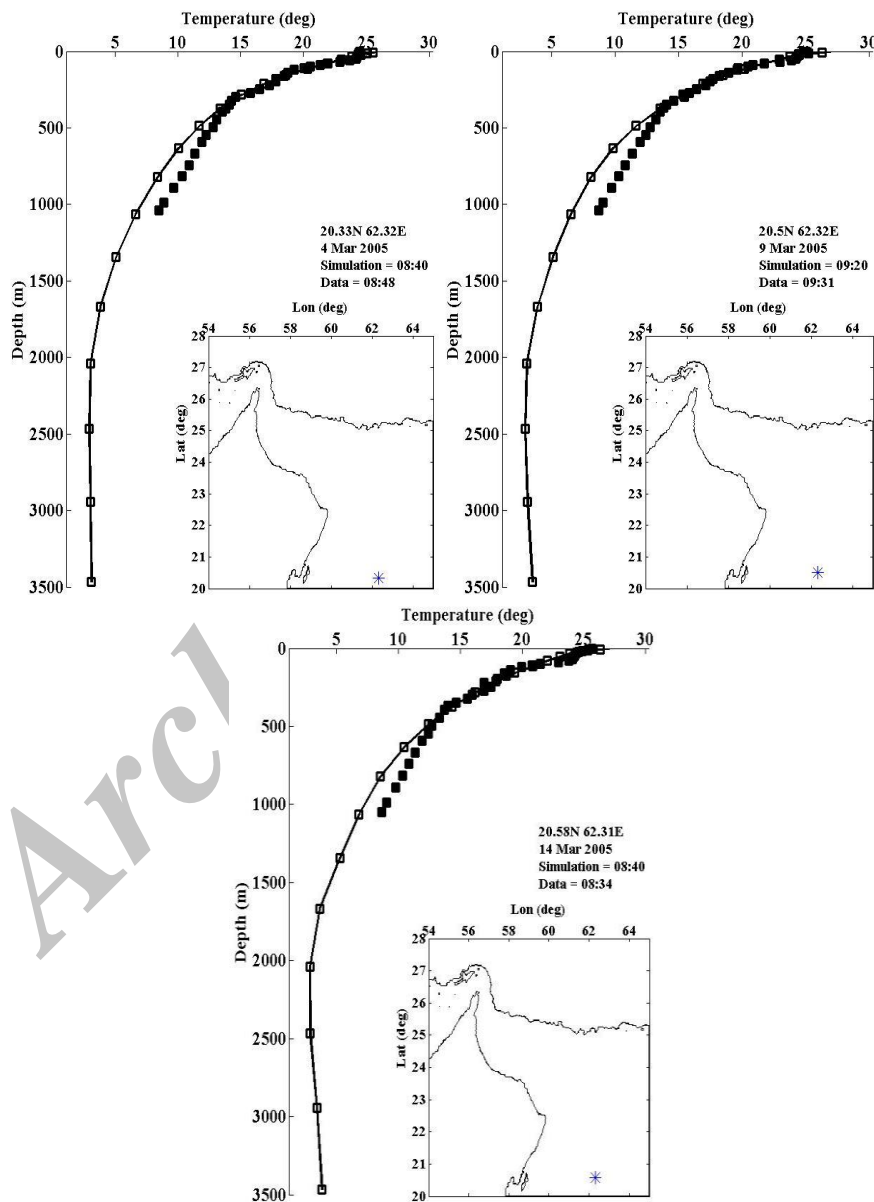 Temperature (deg)
5 10 15 20 25 30
0
500
1000
1500
2000
2500
3000
3500
Depth (m)
20.33N 62.32E
4 Mar 2005
Simulation = 08:40
Data = 08:48
Lon (deg)
54 56 58 60 62 64
28
27
26
25
24
23
22
21
20
Lat (deg)
Temperature (deg)
5 10 15 20 25 30
0
500
1000
1500
2000
2500
3000
3500
Depth (m)
20.5N 62.32E
9 Mar 2005
Simulation = 09:20
Data = 09:31
Lon (deg)
54 56 58 60 62 64
28
27
26
25
24
23
22
21
20
Lat (deg)
Temperature (deg)
5 10 15 20 25 30
0
500
1000
1500
2000
2500
3000
3500
Depth (m)
20.58N 62.31E
14 Mar 2005
Simulation = 08:40
Data = 08:34
Lon (deg)
54 56 58 60 62 64
28
27
26
25
24
23
22
21
20
Lat (deg)
Arc